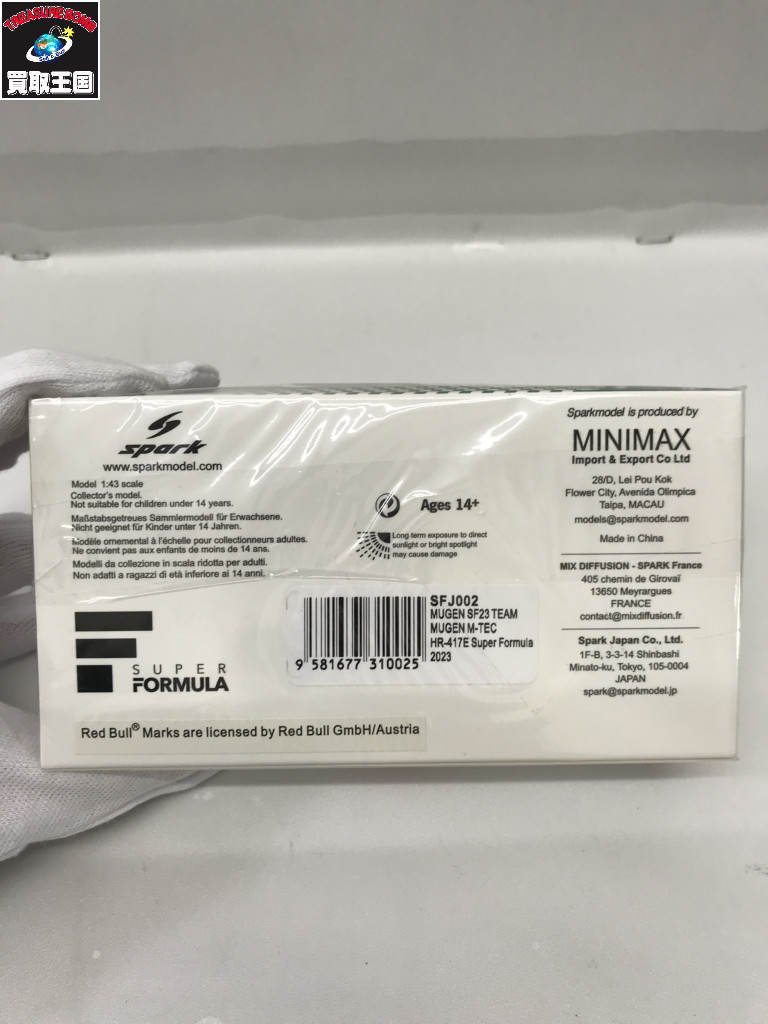 TREASURE BOMB
買取王国
spark
www.sparkmodel.com
Model 1:43 scale
Collector's model.
Not suitable for children under 14 years.
Maßstabsgetreues Sammlermodell für Erwachsene.
Nicht geeignet für Kinder unter 14 Jahren.
Modèle ornemental à l'échelle pour collectionneurs adultes.
Ne convient pas aux enfants de moins de 14 ans.
Modelli da collezione in scala ridotta per adulti.
Non adatti a ragazzi di età inferiore ai 14 anni.
Ages 14+
Long term exposure to direct
sunlight or bright spotlight
may cause damage
SUPER
FORMULA
Red Bull® Marks are licensed by Red Bull GmbH/Austria
SFJ002
MUGEN SF23 TEAM
MUGEN M-TEC
HR-417E Super Formula
2023
9 581677 310025
Sparkmodel is produced by
MINIMAX
Import & Export Co Ltd
28/D, Lei Pou Kok
Flower City, Avenida Olimpica
Taipa, MACAU
models@sparkmodel.com
Made in China
MIX DIFFUSION - SPARK France
405 chemin de Girovaï
13650 Meyrargues
FRANCE
contact@mixdiffusion.fr
Spark Japan Co., Ltd.
1F-B, 3-3-14 Shinbashi
Minato-ku, Tokyo, 105-0004
JAPAN
spark@sparkmodel.jp